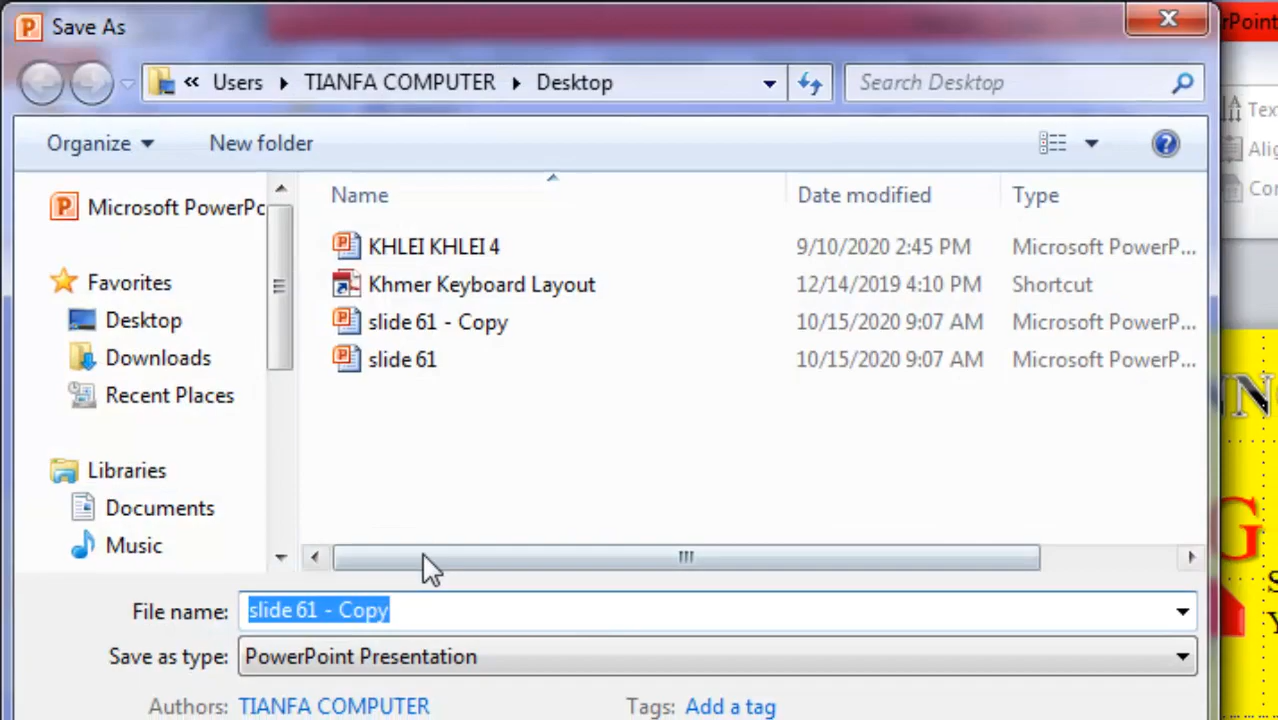 Save As
rPoint
« Users TIANFA COMPUTER Desktop Search Desktop
Organize New folder
Tex
Alig
Con
Microsoft PowerPc
Favorites
Desktop
Downloads
Recent Places
Libraries
Documents
Music
Name Date modified Type
KHLEI KHLEI 4 9/10/2020 2:45 PM Microsoft PowerP...
Khmer Keyboard Layout 12/14/2019 4:10 PM Shortcut
slide 61 - Copy 10/15/2020 9:07 AM Microsoft PowerP...
slide 61 10/15/2020 9:07 AM Microsoft PowerP...
File name: slide 61 - Copy
Save as type: PowerPoint Presentation
Authors: TIANFA COMPUTER Tags: Add a tag
G